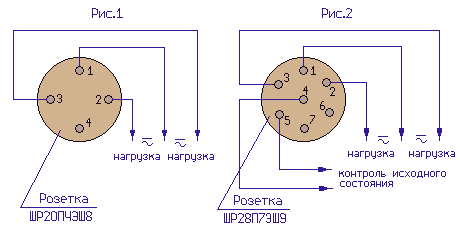 Рис.1
Рис.2
1
3
2
4
1
3
2
4
5
6
7
нагрузка нагрузка
нагрузка нагрузка
контроль исходного
состояния
Розетка
ШР20П4ЭШ8
Розетка
ШР28П7ЭШ9